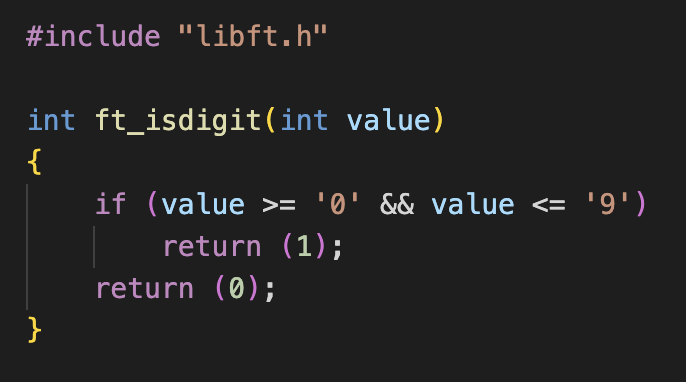 #include "libft.h"
int ft_isdigit(int value)
{
if (value >= '0' && value <= '9')
return (1);
return (0);
}